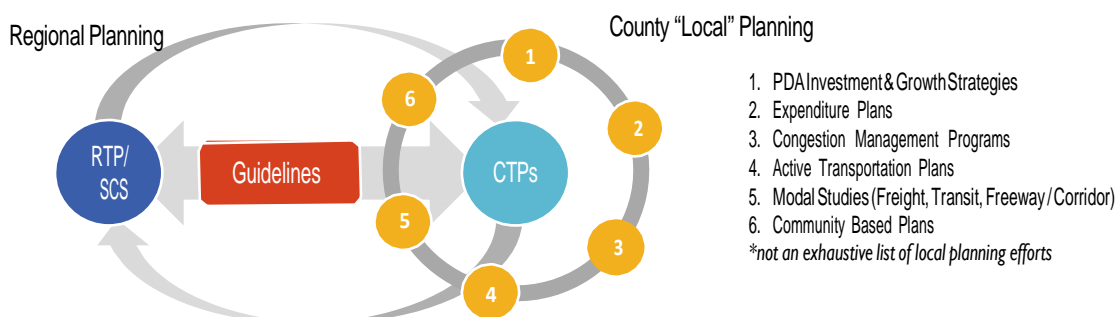 Regional Planning
County “Local” Planning
RTP/
SCS
Guidelines
CTPs
1
2
3
4
5
6
1. PDA Investment & Growth Strategies
2. Expenditure Plans
3. Congestion Management Programs
4. Active Transportation Plans
5. Modal Studies (Freight, Transit, Freeway / Corridor)
6. Community Based Plans
*not an exhaustive list of local planning efforts